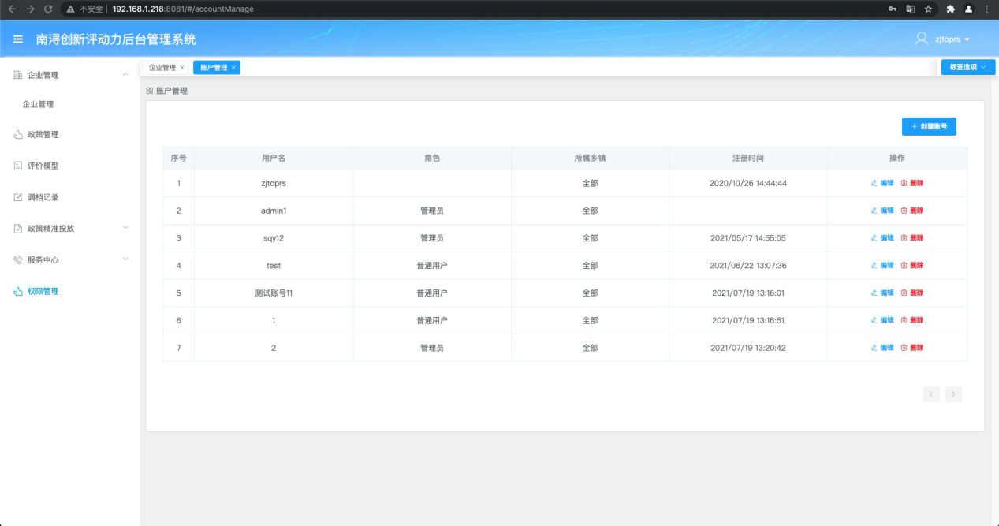 不安全 192.168.1.218:8081/#/accountManage
南浔创新评动力后台管理系统
zjtoprs
企业管理
企业管理
政策管理
评价模型
调档记录
政策精准投放
服务中心
权限管理
企业管理 × 账户管理 × 标签选项
账户管理
+ 创建账号
序号 用户名 角色 所属乡镇 注册时间 操作
1 zjtoprs 全部 2020/10/26 14:44:44 编辑 删除
2 admin1 管理员 全部 编辑 删除
3 sqy12 管理员 全部 2021/05/17 14:55:05 编辑 删除
4 test 普通用户 全部 2021/06/22 13:07:36 编辑 删除
5 测试账号11 普通用户 全部 2021/07/19 13:16:01 编辑 删除
6 1 普通用户 全部 2021/07/19 13:16:51 编辑 删除
7 2 管理员 全部 2021/07/19 13:20:42 编辑 删除